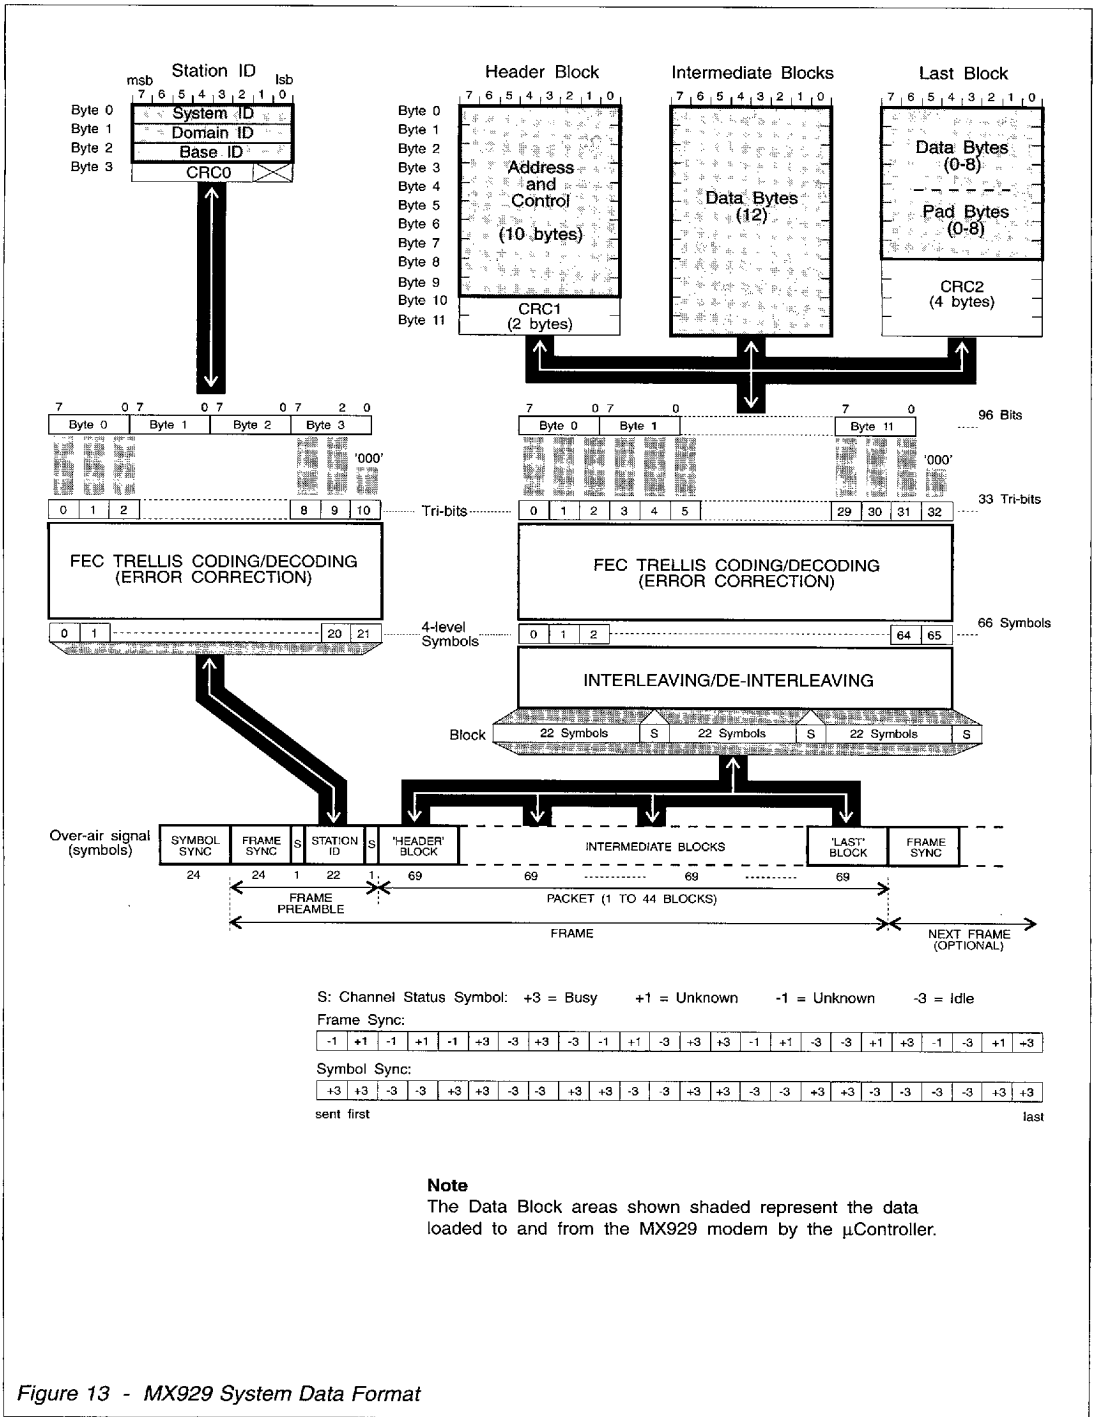 Station ID
msb lsb
7 6 5 4 3 2 1 0
Byte 0 System ID
Byte 1 Domain ID
Byte 2 Base ID
Byte 3 CRC0
Header Block Intermediate Blocks Last Block
7 6 5 4 3 2 1 0 7 6 5 4 3 2 1 0 7 6 5 4 3 2 1 0
Byte 0
Byte 1
Byte 2
Byte 3
Byte 4
Byte 5
Byte 6
Byte 7
Byte 8
Byte 9
Byte 10
Byte 11
Address
and
Control
(10 bytes)
CRC1
(2 bytes)
Data Bytes
(12)
Data Bytes
(0-8)
Pad Bytes
(0-8)
CRC2
(4 bytes)
7 0 7 0 7 0 7 2 0
Byte 0 Byte 1 Byte 2 Byte 3
'000'
0 1 2 8 9 10 Tri-bits
FEC TRELLIS CODING/DECODING
(ERROR CORRECTION)
0 1 20 21 4-level
Symbols
7 0 7 0 7 0
Byte 0 Byte 1 Byte 11 96 Bits
'000'
0 1 2 3 4 5 29 30 31 32 33 Tri-bits
FEC TRELLIS CODING/DECODING
(ERROR CORRECTION)
0 1 2 64 65 66 Symbols
INTERLEAVING/DE-INTERLEAVING
Block 22 Symbols S 22 Symbols S 22 Symbols S
Over-air signal
(symbols)
SYMBOL
SYNC
FRAME
SYNC
S
STATION
ID
S
'HEADER'
BLOCK
INTERMEDIATE BLOCKS
'LAST'
BLOCK
FRAME
SYNC
24 24 1 22 1 69 69 69 69
FRAME
PREAMBLE
PACKET (1 TO 44 BLOCKS)
FRAME
NEXT FRAME
(OPTIONAL)
S: Channel Status Symbol: +3 = Busy +1 = Unknown -1 = Unknown -3 = Idle
Frame Sync:
-1 +1 -1 +1 -1 +3 -3 +3 -3 -1 +1 -3 +3 +3 -1 +1 -3 -3 +1 +3 -1 -3 +1 +3
Symbol Sync:
+3 +3 -3 -3 +3 +3 -3 -3 +3 +3 -3 -3 +3 +3 -3 -3 +3 +3 -3 -3 -3 -3 +3 +3
sent first last
Note
The Data Block areas shown shaded represent the data
loaded to and from the MX929 modem by the µController.
Figure 13 - MX929 System Data Format